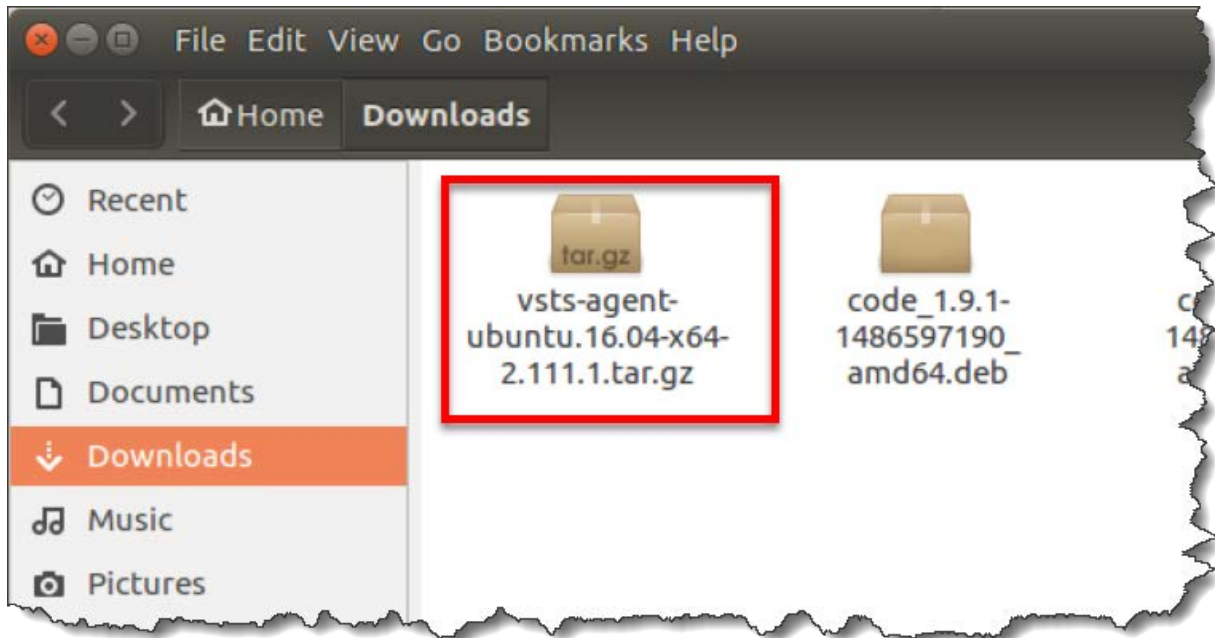 File Edit View Go Bookmarks Help
Home Downloads
Recent
Home
Desktop
Documents
Downloads
Music
Pictures
tar.gz
vsts-agent-
ubuntu.16.04-x64-
2.111.1.tar.gz
code_1.9.1-
1486597190_
amd64.deb